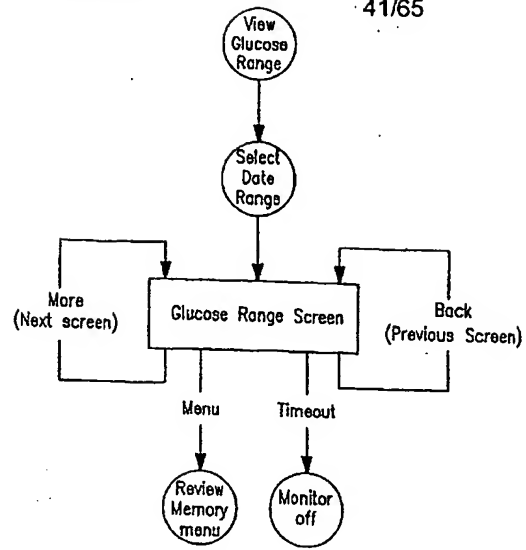 41/65
View
Glucose
Range
Select
Date
Range
More
(Next screen)
Glucose Range Screen
Back
(Previous Screen)
Menu
Timeout
Review
Memory
menu
Monitor
off